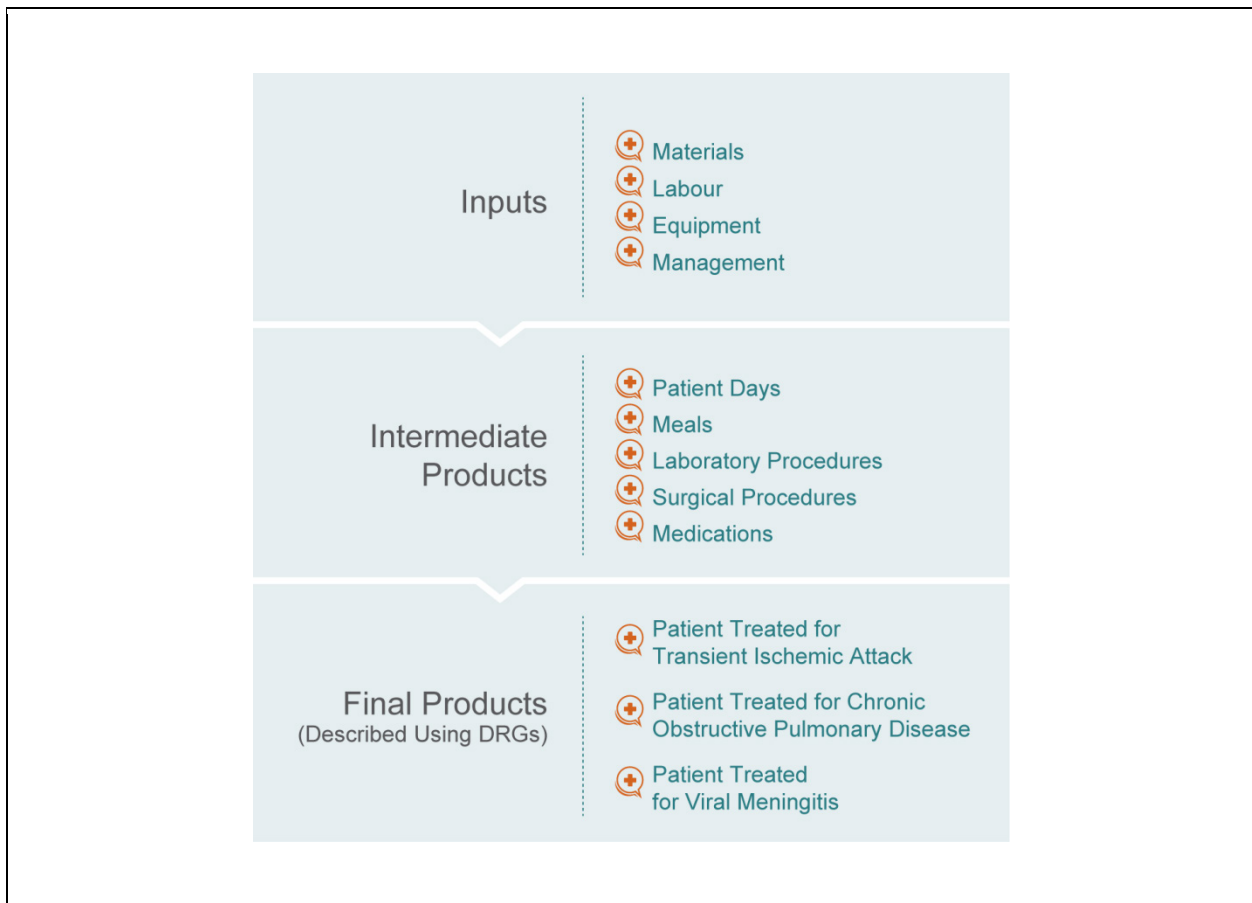 Inputs
Materials
Labour
Equipment
Management
Intermediate
Products
Patient Days
Meals
Laboratory Procedures
Surgical Procedures
Medications
Final Products
(Described Using DRGs)
Patient Treated for
Transient Ischemic Attack
Patient Treated for Chronic
Obstructive Pulmonary Disease
Patient Treated
for Viral Meningitis